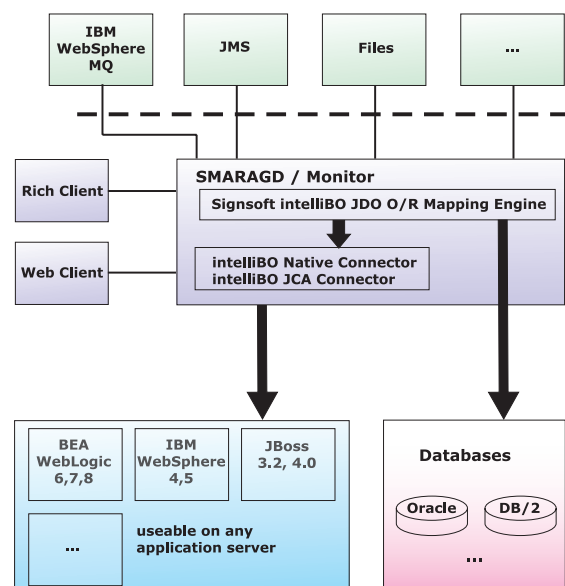 IBM
WebSphere
MQ
JMS
Files
...
SMARAGD / Monitor
Rich Client
Signsoft intelliBO JDO O/R Mapping Engine
Web Client
intelliBO Native Connector
intelliBO JCA Connector
BEA
WebLogic
6,7,8
IBM
WebSphere
4,5
JBoss
3.2, 4.0
...
useable on any
application server
Databases
Oracle
DB/2
...